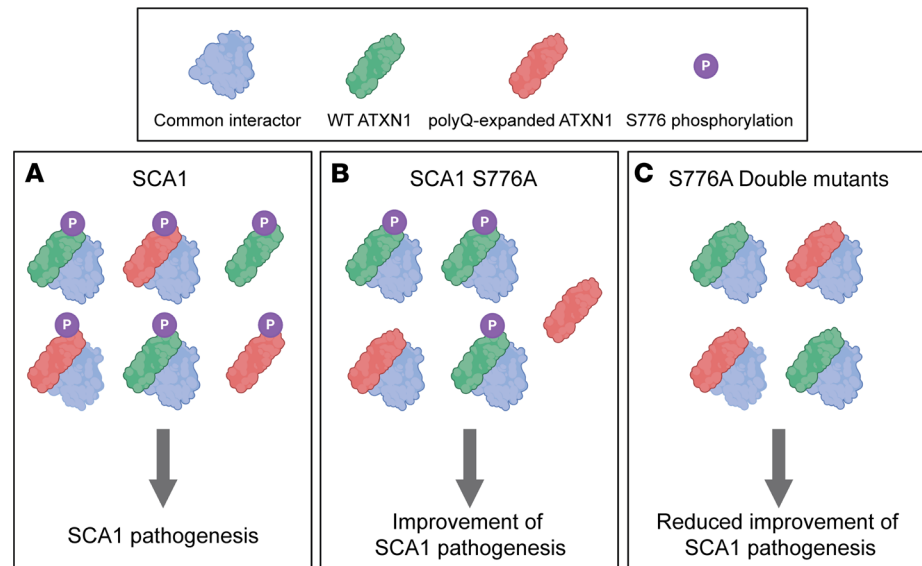 P
Common interactor
WT ATXN1
polyQ-expanded ATXN1
S776 phosphorylation
A
SCA1
P
P
P
P
P
P
SCA1 pathogenesis
B
SCA1 S776A
P
P
P
Improvement of
SCA1 pathogenesis
C
S776A Double mutants
Reduced improvement of
SCA1 pathogenesis